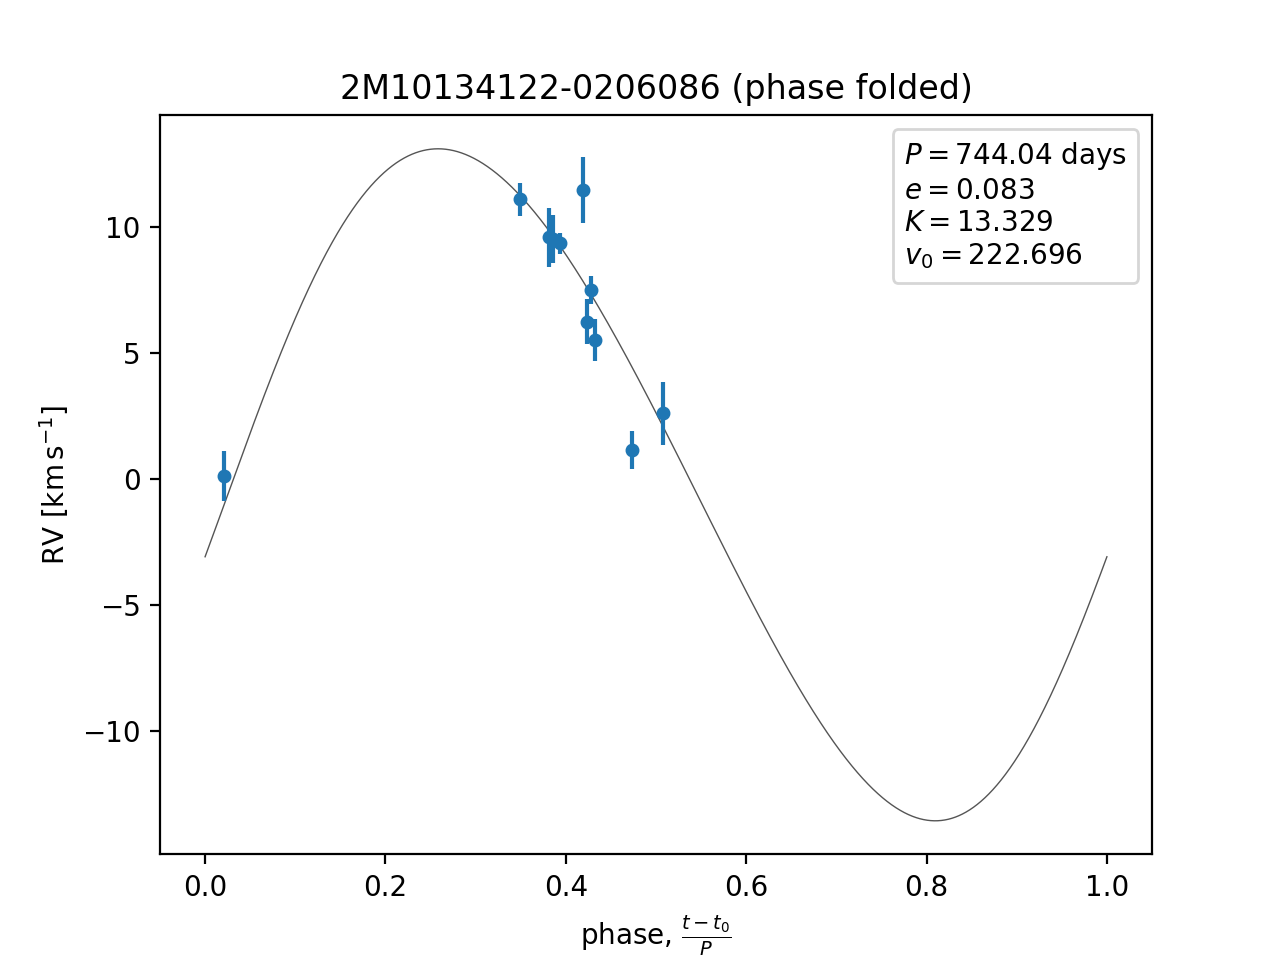 2M10134122-0206086 (phase folded)
P = 744.04 days
e = 0.083
K = 13.329
v₀ = 222.696
10
5
0
−5
−10
RV [km s⁻¹]
0.0 0.2 0.4 0.6 0.8 1.0
phase, (t − t₀)/P